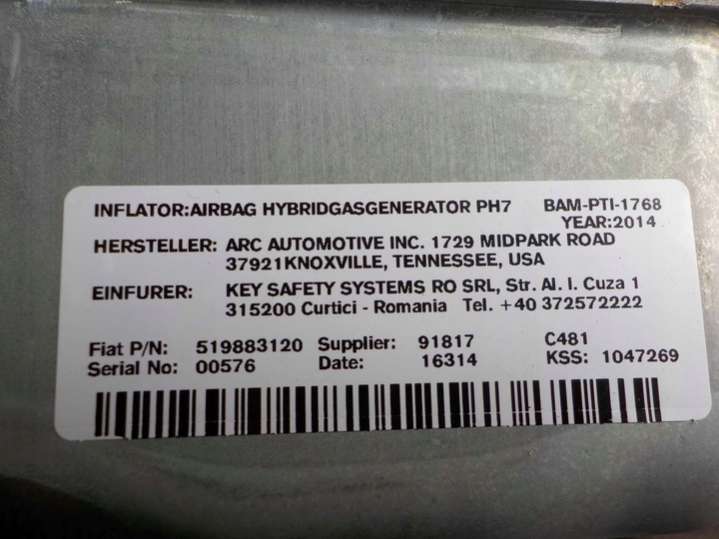 INFLATOR:AIRBAG HYBRIDGASGENERATOR PH7 BAM-PTI-1768
YEAR:2014
HERSTELLER: ARC AUTOMOTIVE INC. 1729 MIDPARK ROAD
37921KNOXVILLE, TENNESSEE, USA
EINFURER: KEY SAFETY SYSTEMS RO SRL, Str. Al. I. Cuza 1
315200 Curtici - Romania Tel. +40 372572222
Fiat P/N: 519883120 Supplier: 91817 C481
Serial No: 00576 Date: 16314 KSS: 1047269